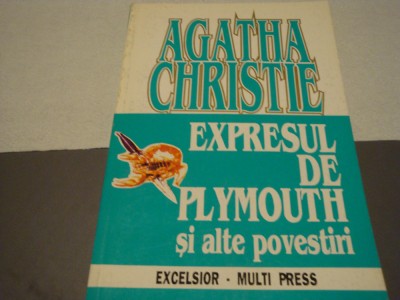 AGATHA
CHRISTIE
EXPRESUL
DE
PLYMOUTH
și alte povestiri
EXCELSIOR - MULTI PRESS